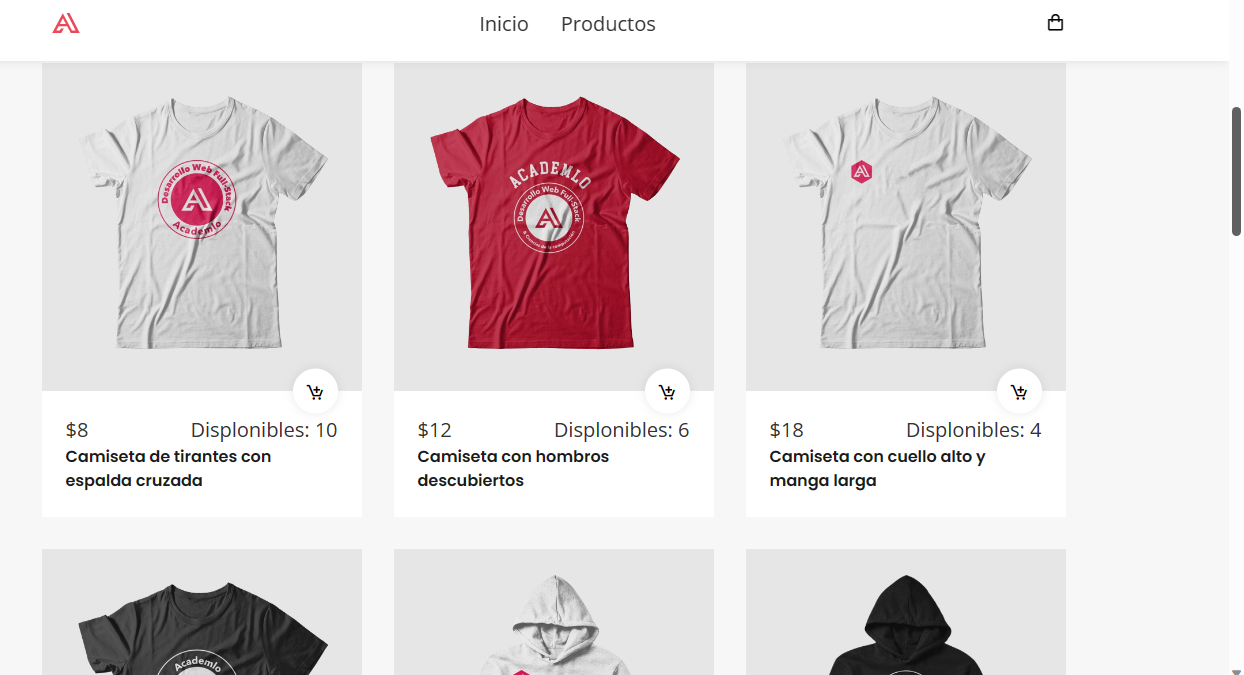 Inicio Productos
Desarrollo Web Full-Stack
Academlo
ACADEMLO
Desarrollo Web Full-Stack
$8 Displonibles: 10
Camiseta de tirantes con
espalda cruzada
$12 Displonibles: 6
Camiseta con hombros
descubiertos
$18 Displonibles: 4
Camiseta con cuello alto y
manga larga
Academlo